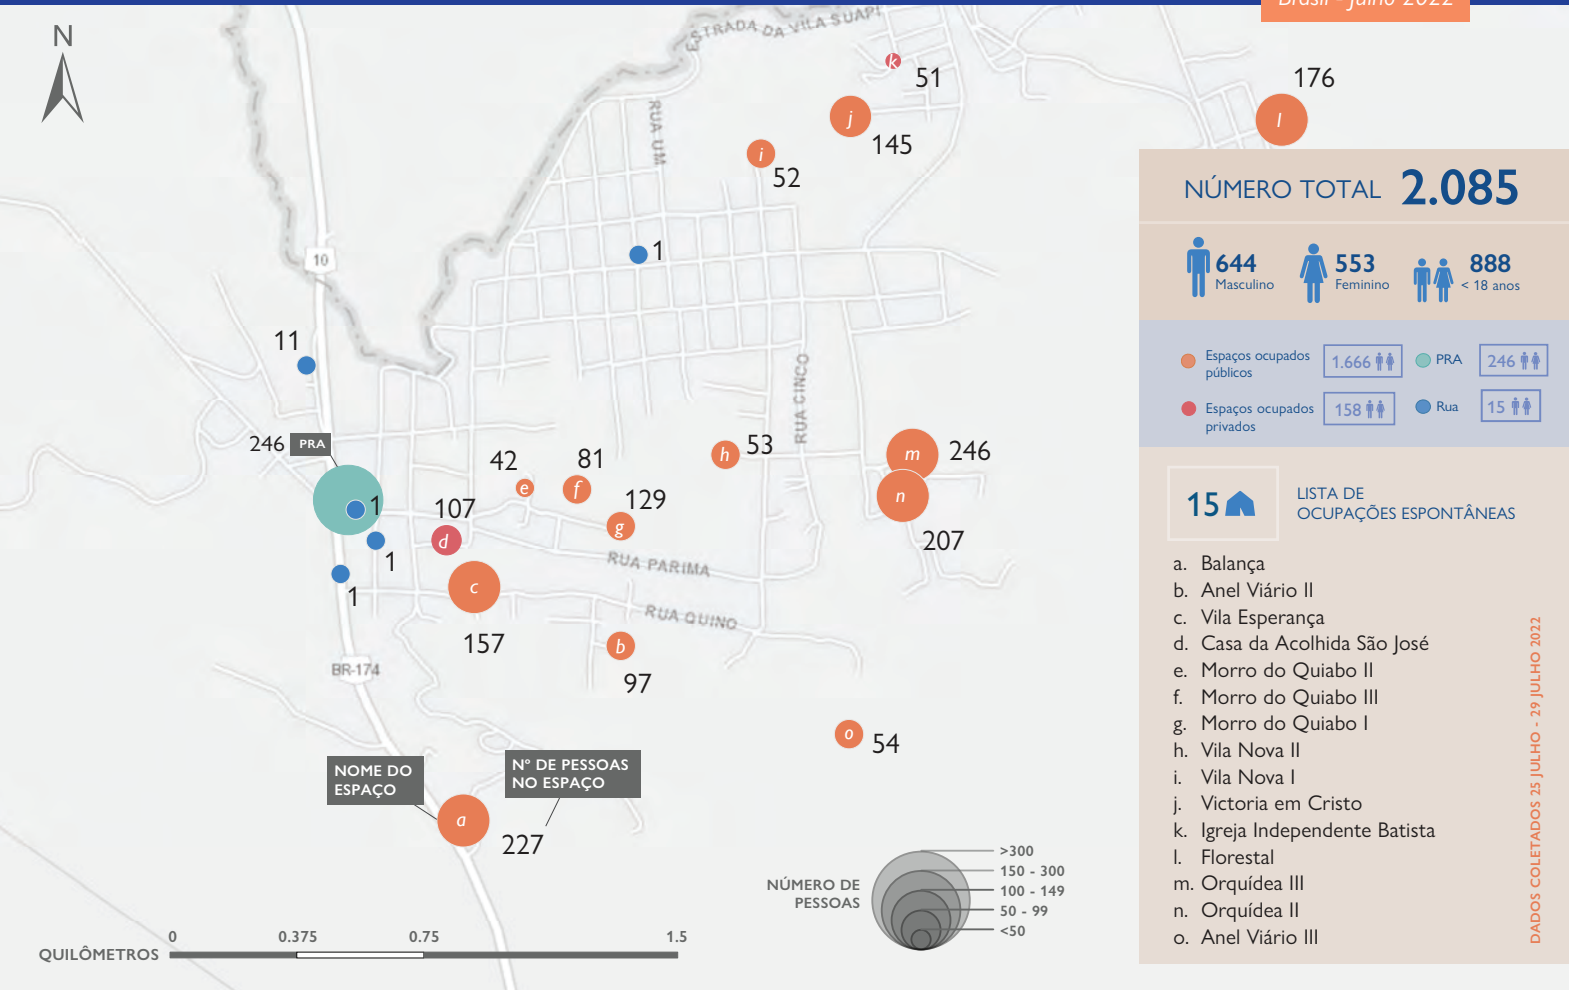 Brasil - Julho 2022
N
ESTRADA DA VILA SUAPI
k
51
176
l
j
145
RUA UM
i
52
NÚMERO TOTAL 2.085
1
10
644
Masculino
553
Feminino
888
< 18 anos
11
Espaços ocupados
públicos
1.666
PRA
246
Espaços ocupados
privados
158
Rua
15
RUA CINCO
246 PRA
42
e
81
f
h
53
m
246
1
107
d
129
g
n
207
1
1
RUA PARIMA
c
157
RUA QUINO
b
97
BR-174
o
54
15
LISTA DE
OCUPAÇÕES ESPONTÂNEAS
a. Balança
b. Anel Viário II
c. Vila Esperança
d. Casa da Acolhida São José
e. Morro do Quiabo II
f. Morro do Quiabo III
g. Morro do Quiabo I
h. Vila Nova II
i. Vila Nova I
j. Victoria em Cristo
k. Igreja Independente Batista
l. Florestal
m. Orquídea III
n. Orquídea II
o. Anel Viário III
DADOS COLETADOS 25 JULHO - 29 JULHO 2022
NOME DO
ESPAÇO
Nº DE PESSOAS
NO ESPAÇO
a
227
NÚMERO DE
PESSOAS
>300
150 - 300
100 - 149
50 - 99
<50
QUILÔMETROS
0
0.375
0.75
1.5